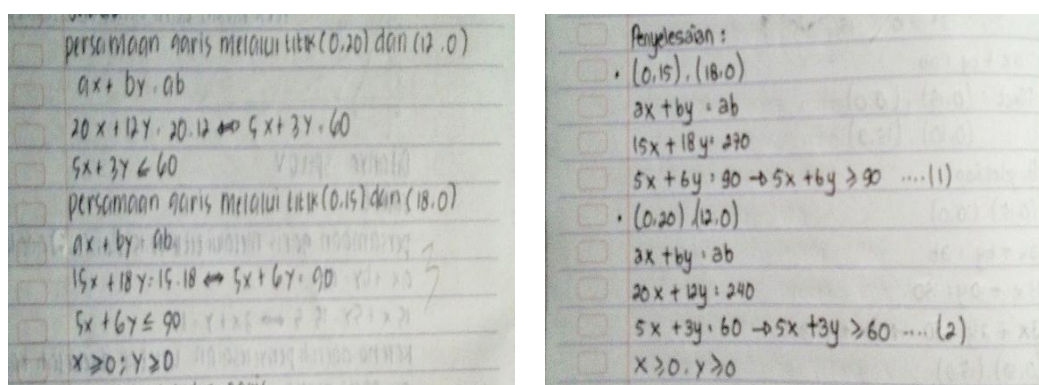 persamaan garis melalui titik (0,20) dan (12,0)
ax + by = ab
20x + 12y = 20.12 ⇔ 5x + 3y = 60
5x + 3y ≤ 60
persamaan garis melalui titik (0,15) dan (18,0)
ax + by = ab
15x + 18y = 15.18 ⇔ 5x + 6y = 90
5x + 6y ≤ 90
x ≥ 0; y ≥ 0
Penyelesaian :
• (0,15), (18,0)
ax + by = ab
15x + 18y = 270
5x + 6y = 90 → 5x + 6y ≥ 90 ....(1)
• (0,20) (12,0)
ax + by = ab
20x + 12y = 240
5x + 3y = 60 → 5x + 3y ≥ 60 ....(2)
x ≥ 0, y ≥ 0